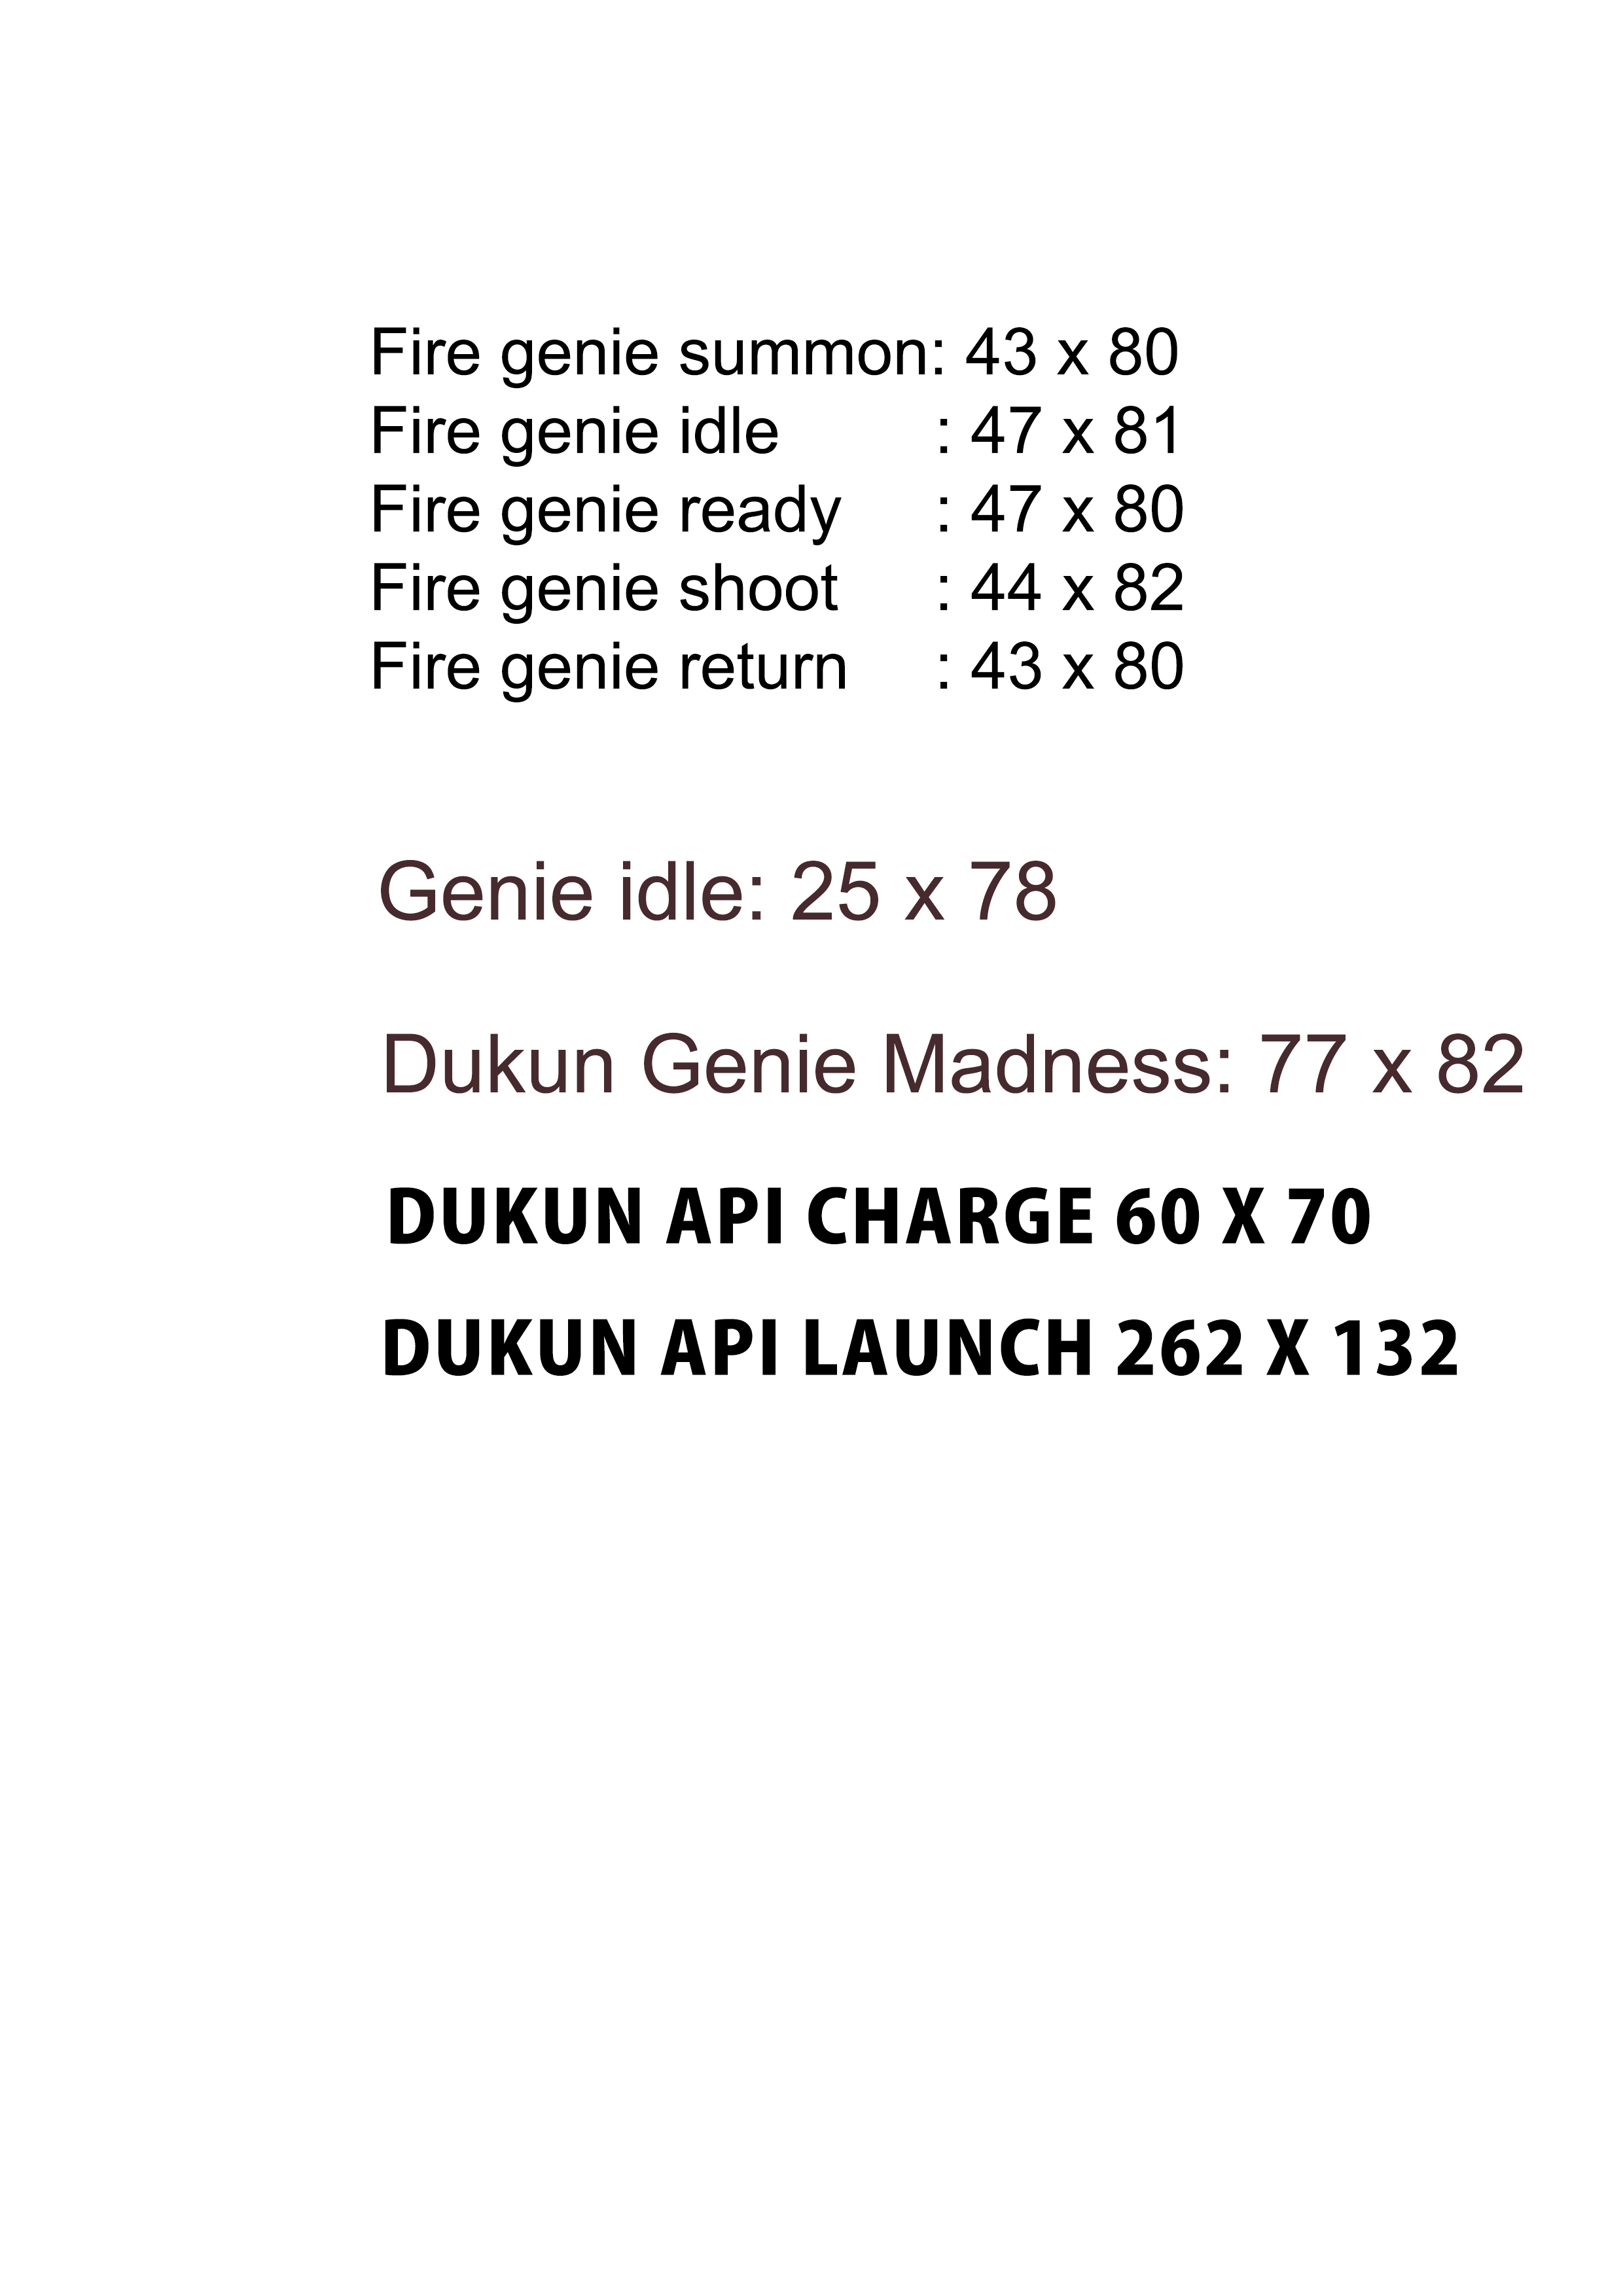 Fire genie summon: 43 x 80
Fire genie idle : 47 x 81
Fire genie ready : 47 x 80
Fire genie shoot : 44 x 82
Fire genie return : 43 x 80
Genie idle: 25 x 78
Dukun Genie Madness: 77 x 82
DUKUN API CHARGE 60 X 70
DUKUN API LAUNCH 262 X 132